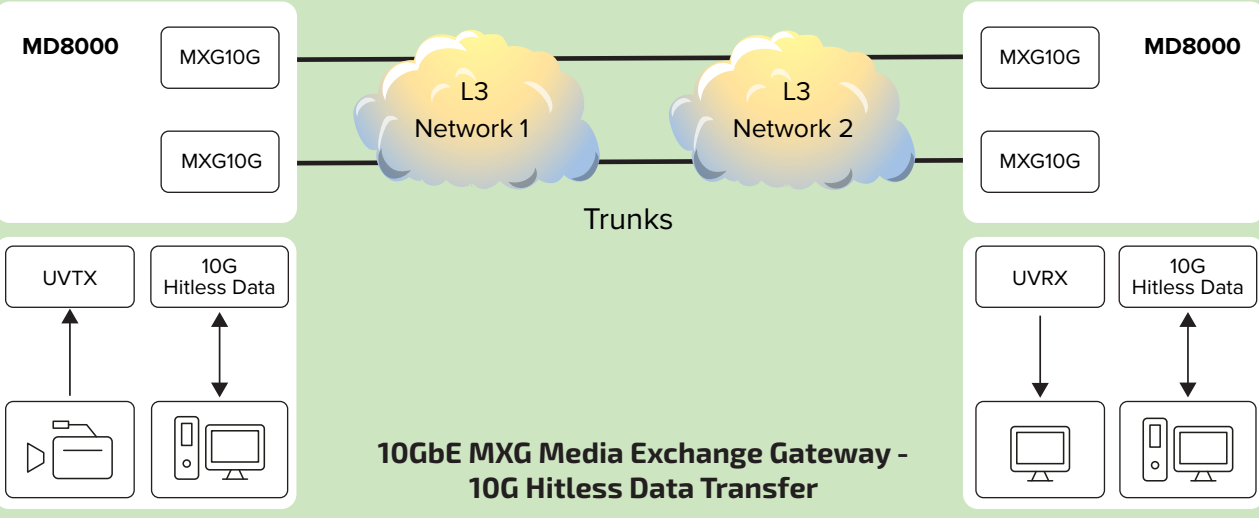 MD8000
MXG10G
MXG10G
L3
Network 1
L3
Network 2
MXG10G
MD8000
MXG10G
Trunks
UVTX
10G
Hitless Data
UVRX
10G
Hitless Data
10GbE MXG Media Exchange Gateway -
10G Hitless Data Transfer